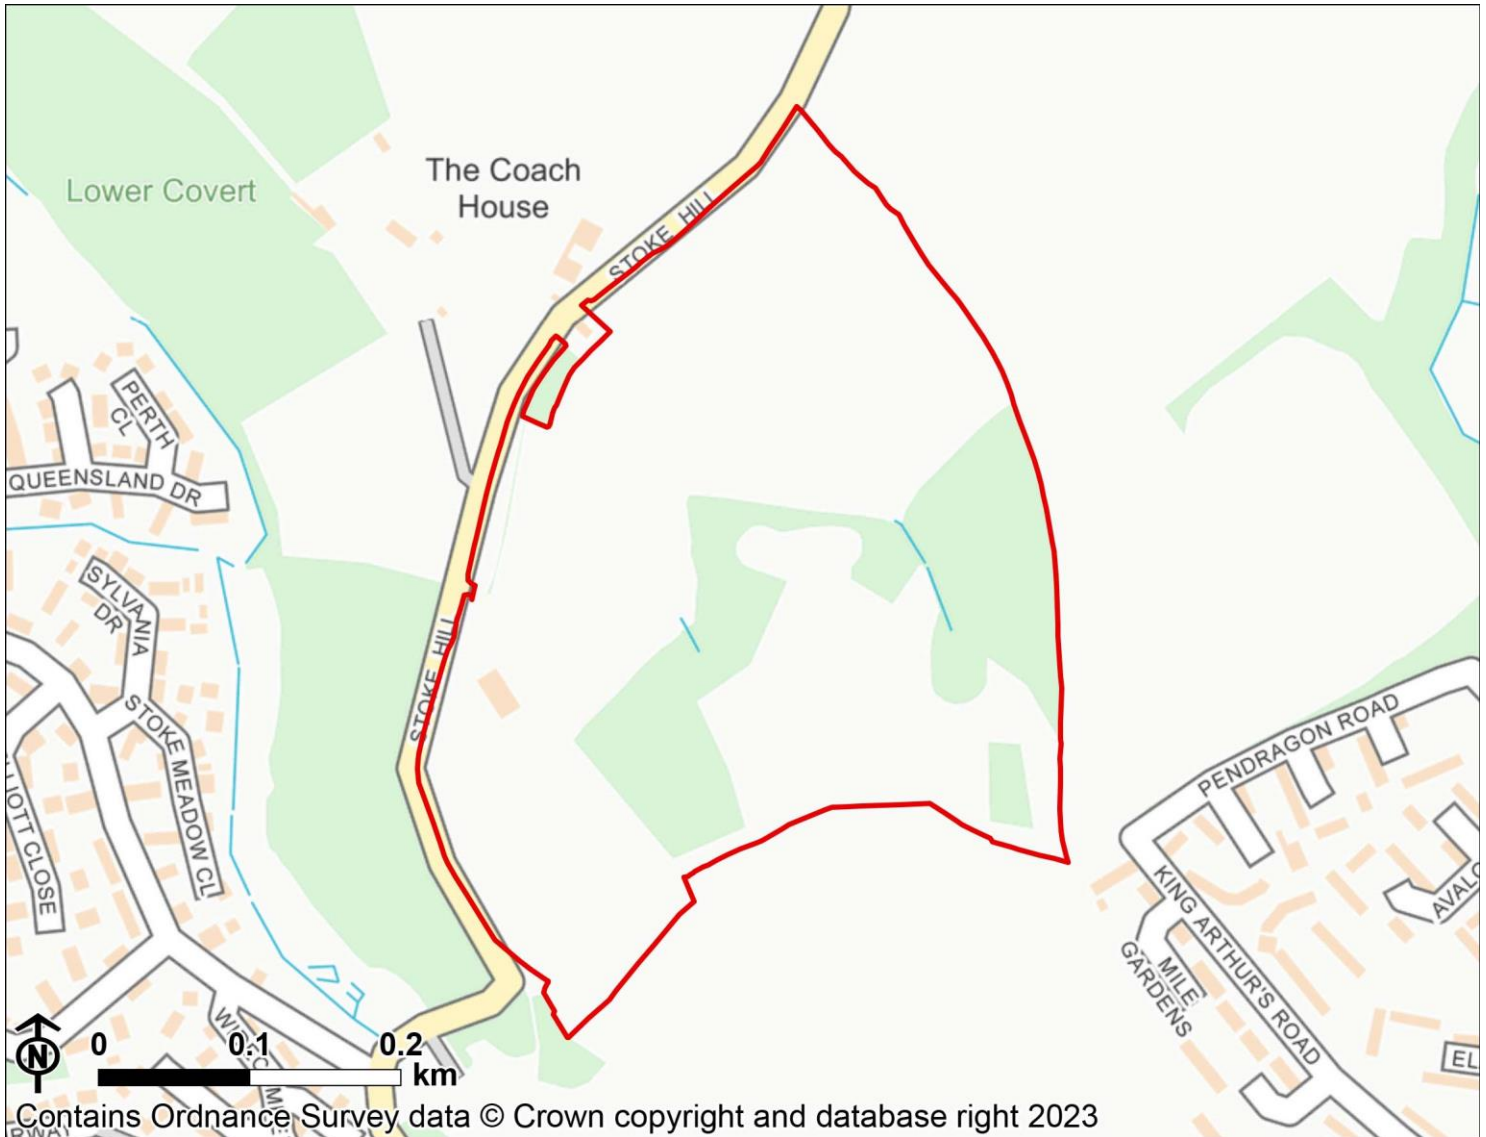 The Coach
House
Lower Covert
STOKE HILL
PERTH
CL
QUEENSLAND DR
SYLVANIA
DR
STOKE HILL
STOKE MEADOW CL
CLOSE
PENDRAGON ROAD
KING ARTHUR'S ROAD
MILE
GARDENS
N
0 0.1 0.2
km
Contains Ordnance Survey data © Crown copyright and database right 2023